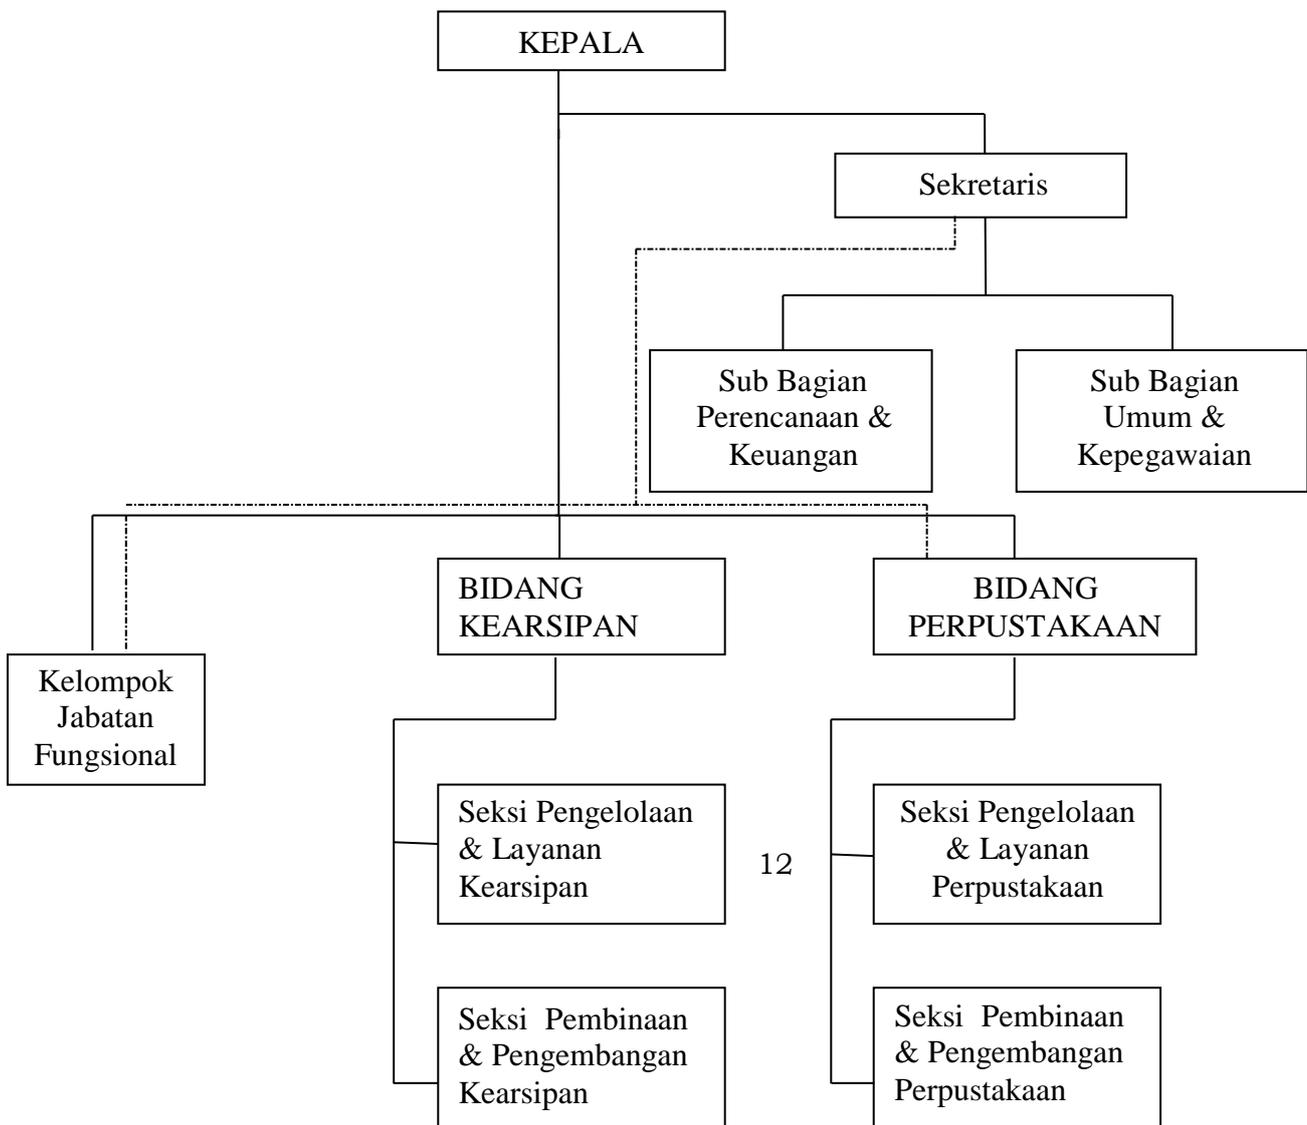 KEPALA
Sekretaris
Sub Bagian
Perencanaan &
Keuangan
Sub Bagian
Umum &
Kepegawaian
BIDANG
KEARSIPAN
BIDANG
PERPUSTAKAAN
Kelompok
Jabatan
Fungsional
Seksi Pengelolaan
& Layanan
Kearsipan
12
Seksi Pengelolaan
& Layanan
Perpustakaan
Seksi Pembinaan
& Pengembangan
Kearsipan
Seksi Pembinaan
& Pengembangan
Perpustakaan